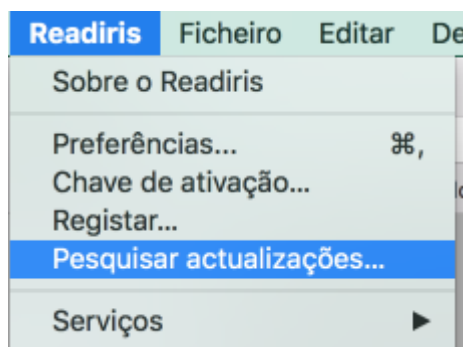 Readiris Ficheiro Editar De
Sobre o Readiris
Preferências... ⌘,
Chave de ativação...
Registar...
Pesquisar actualizações...
Serviços ▶